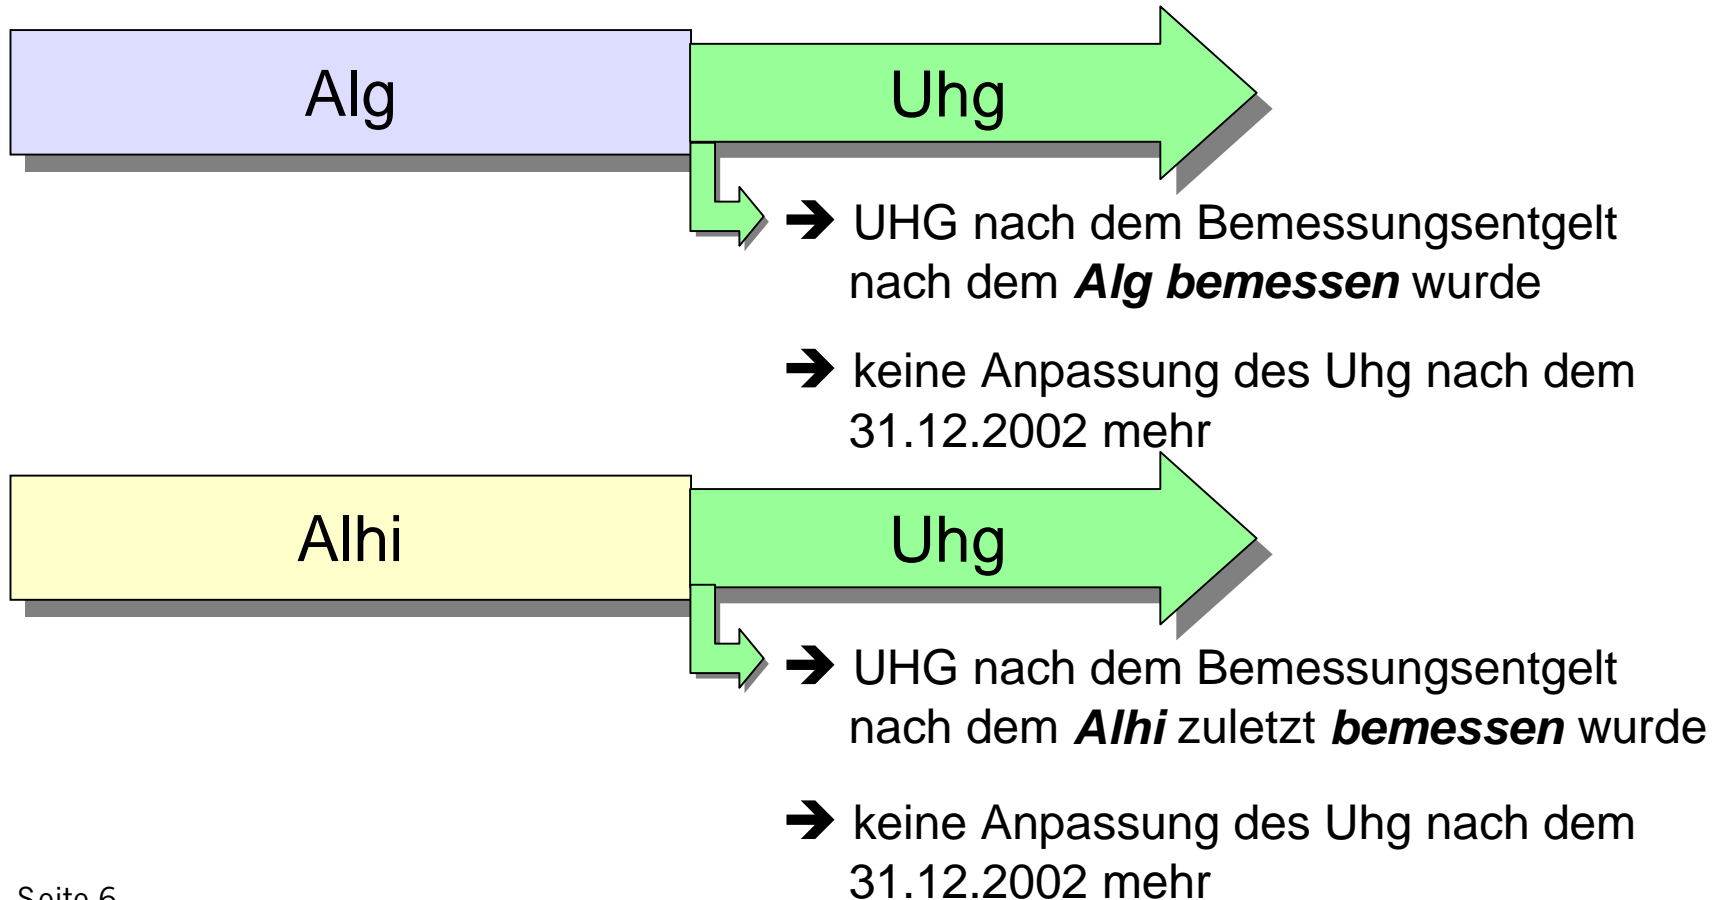 Alg
Uhg
➔ UHG nach dem Bemessungsentgelt
nach dem Alg bemessen wurde
➔ keine Anpassung des Uhg nach dem
31.12.2002 mehr
Alhi
Uhg
➔ UHG nach dem Bemessungsentgelt
nach dem Alhi zuletzt bemessen wurde
➔ keine Anpassung des Uhg nach dem
31.12.2002 mehr
Seite 6